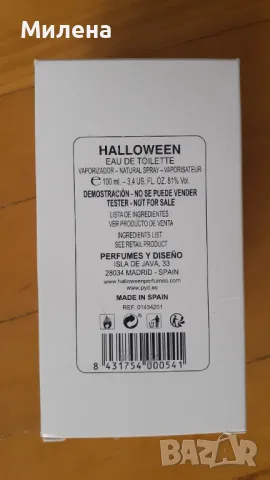 Milena
HALLOWEEN
EAU DE TOILETTE
VAPORIZADOR – NATURAL SPRAY – VAPORISATEUR
℮ 100 ml. – 3,4 US. FL. OZ. 81% Vol.
DEMOSTRACIÓN - NO SE PUEDE VENDER
TESTER - NOT FOR SALE
LISTA DE INGREDIENTES /
VER PRODUCTO DE VENTA
INGREDIENTS LIST
SEE RETAIL PRODUCT
PERFUMES Y DISEÑO
ISLA DE JAVA, 33
28034 MADRID - SPAIN
www.halloweenperfumes.com
www.pyd.es
MADE IN SPAIN
REF. 01434201
8 431754 000541
BAZAR